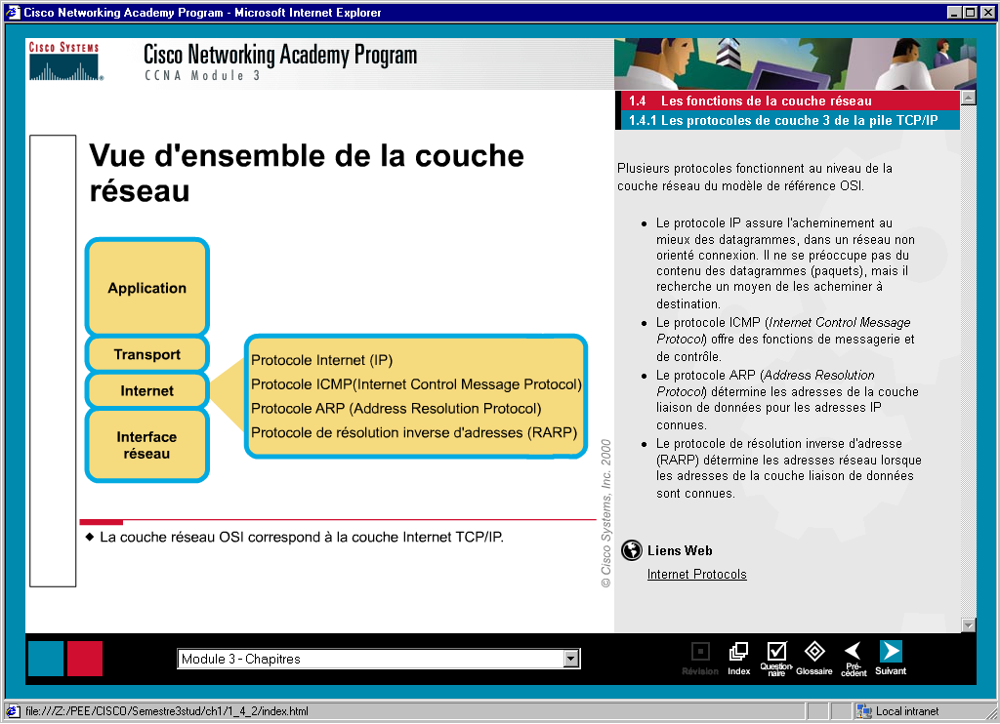 Cisco Networking Academy Program - Microsoft Internet Explorer
CISCO SYSTEMS
Cisco Networking Academy Program
CCNA Module 3
1.4 Les fonctions de la couche réseau
1.4.1 Les protocoles de couche 3 de la pile TCP/IP
Vue d'ensemble de la couche
réseau
Application
Transport
Internet
Interface
réseau
Protocole Internet (IP)
Protocole ICMP(Internet Control Message Protocol)
Protocole ARP (Address Resolution Protocol)
Protocole de résolution inverse d'adresses (RARP)
◆ La couche réseau OSI correspond à la couche Internet TCP/IP.
© Cisco Systems, Inc. 2000
Plusieurs protocoles fonctionnent au niveau de la
couche réseau du modèle de référence OSI.
• Le protocole IP assure l'acheminement au
mieux des datagrammes, dans un réseau non
orienté connexion. Il ne se préoccupe pas du
contenu des datagrammes (paquets), mais il
recherche un moyen de les acheminer à
destination.
• Le protocole ICMP (Internet Control Message
Protocol) offre des fonctions de messagerie et
de contrôle.
• Le protocole ARP (Address Resolution
Protocol) détermine les adresses de la couche
liaison de données pour les adresses IP
connues.
• Le protocole de résolution inverse d'adresse
(RARP) détermine les adresses réseau lorsque
les adresses de la couche liaison de données
sont connues.
Liens Web
Internet Protocols
Module 3 - Chapitres
Révision
Index
Question-
naire
Glossaire
Pré-
cédent
Suivant
file:///Z:/PEE/CISCO/Semestre3stud/ch1/1_4_2/index.html
Local intranet